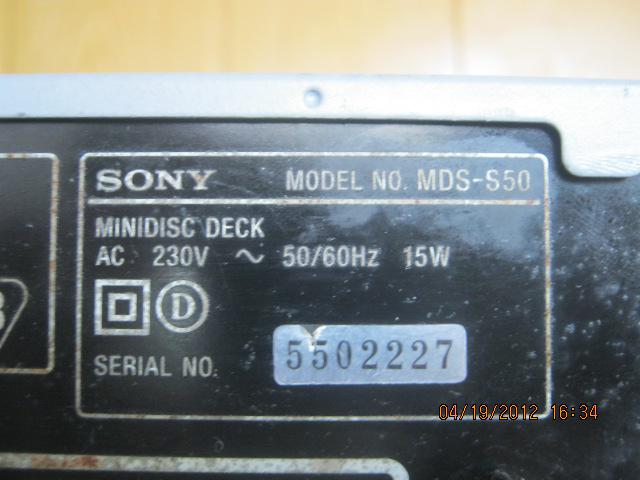 SONY MODEL NO. MDS-S50
MINIDISC DECK
AC 230V ~ 50/60Hz 15W
D
SERIAL NO. 5502227
04/19/2012 16:34